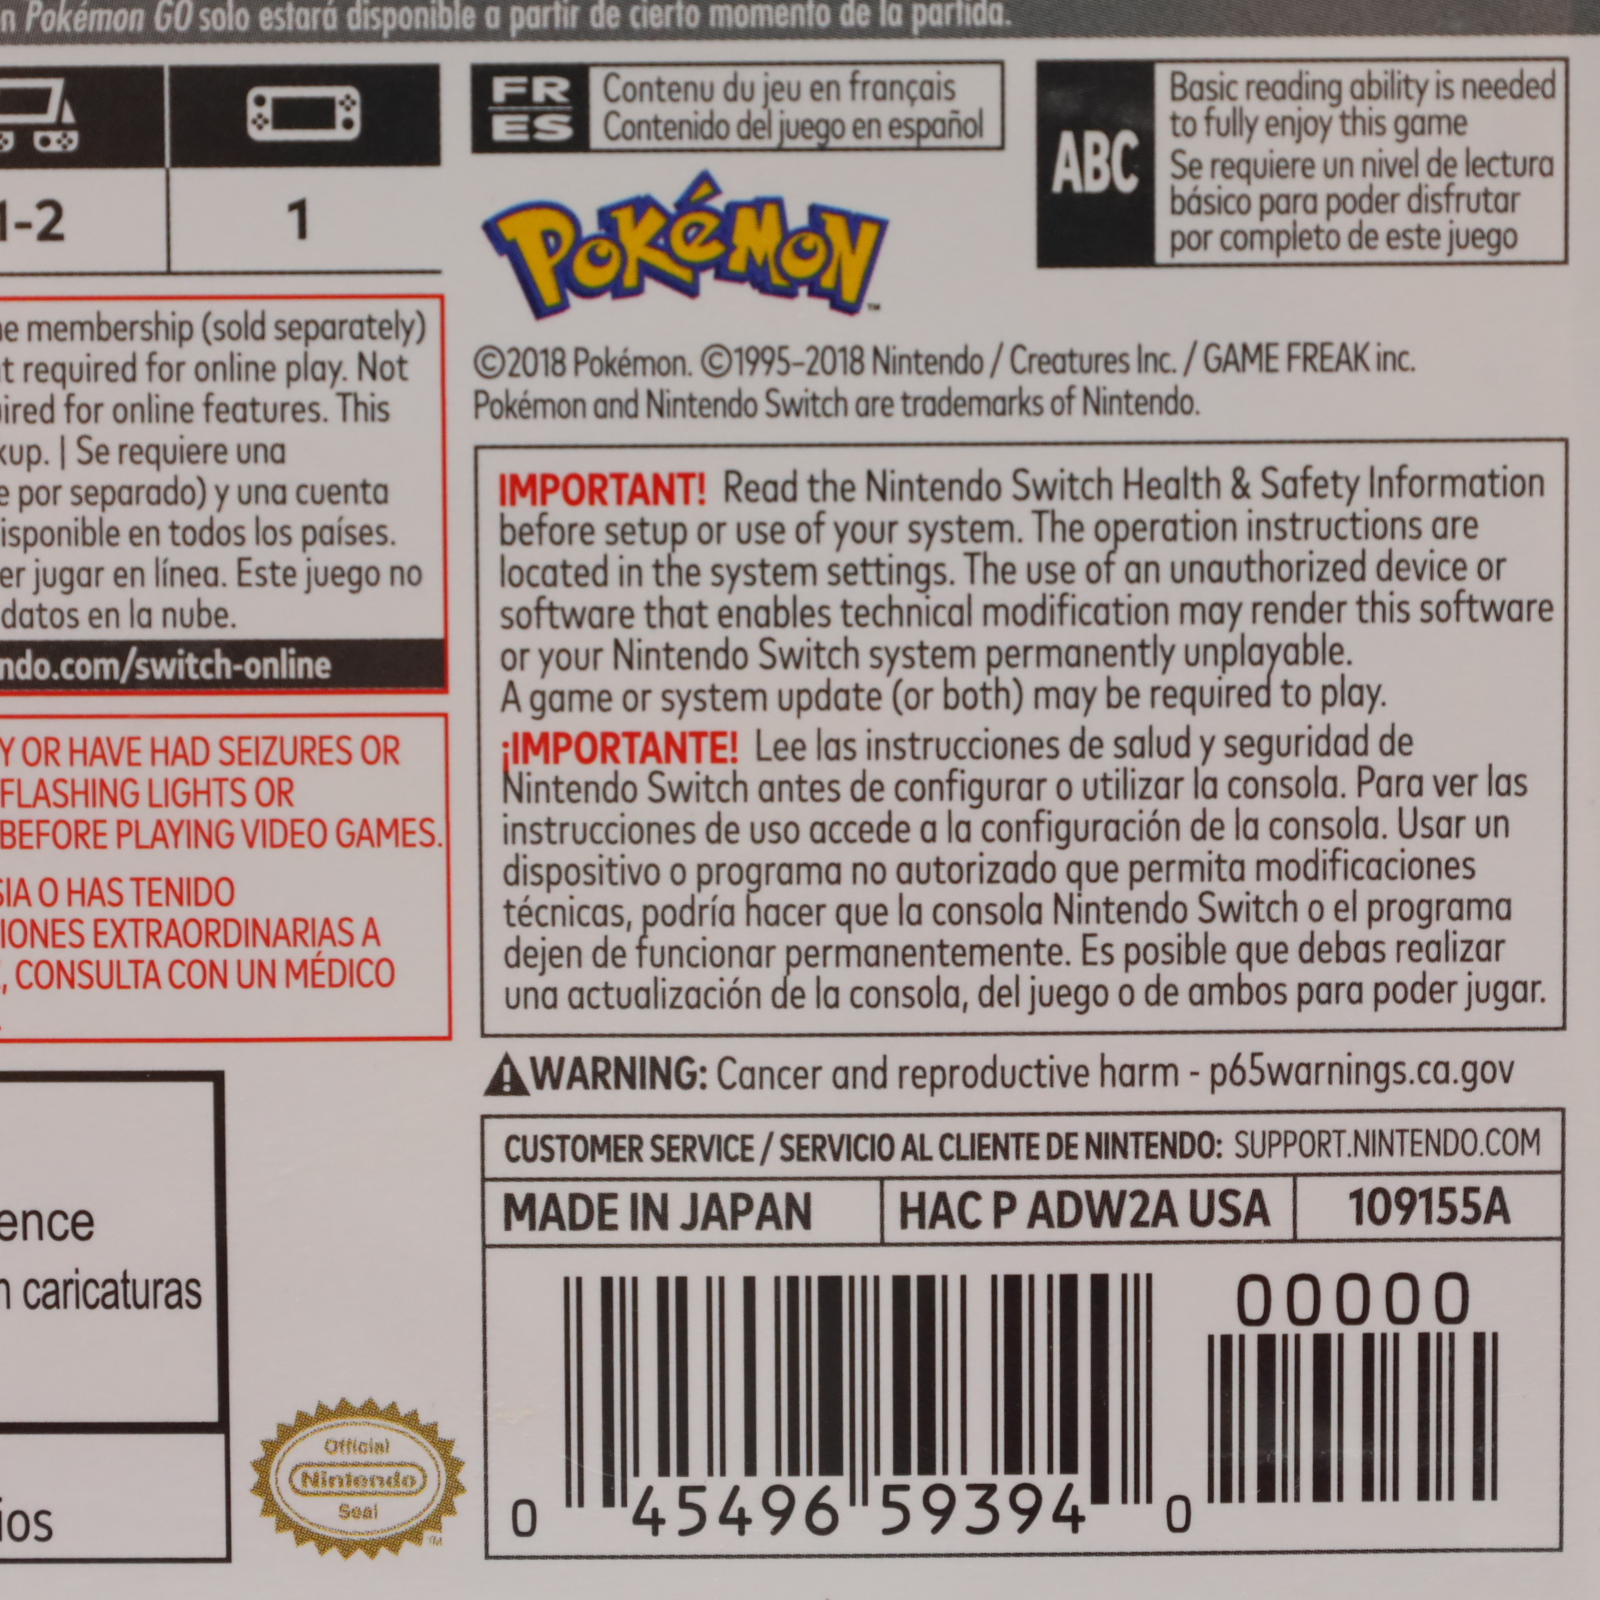 n Pokémon GO solo estará disponible a partir de cierto momento de la partida.
1-2
1
FR
ES
Contenu du jeu en français
Contenido del juego en español
ABC
Basic reading ability is needed
to fully enjoy this game
Se requiere un nivel de lectura
básico para poder disfrutar
por completo de este juego
POKéMON™
©2018 Pokémon. ©1995–2018 Nintendo / Creatures Inc. / GAME FREAK inc.
Pokémon and Nintendo Switch are trademarks of Nintendo.
e membership (sold separately)
t required for online play. Not
ired for online features. This
kup. | Se requiere una
e por separado) y una cuenta
isponible en todos los países.
er jugar en línea. Este juego no
datos en la nube.
ndo.com/switch-online
Y OR HAVE HAD SEIZURES OR
FLASHING LIGHTS OR
BEFORE PLAYING VIDEO GAMES.
SIA O HAS TENIDO
IONES EXTRAORDINARIAS A
, CONSULTA CON UN MÉDICO
IMPORTANT! Read the Nintendo Switch Health & Safety Information
before setup or use of your system. The operation instructions are
located in the system settings. The use of an unauthorized device or
software that enables technical modification may render this software
or your Nintendo Switch system permanently unplayable.
A game or system update (or both) may be required to play.
¡IMPORTANTE! Lee las instrucciones de salud y seguridad de
Nintendo Switch antes de configurar o utilizar la consola. Para ver las
instrucciones de uso accede a la configuración de la consola. Usar un
dispositivo o programa no autorizado que permita modificaciones
técnicas, podría hacer que la consola Nintendo Switch o el programa
dejen de funcionar permanentemente. Es posible que debas realizar
una actualización de la consola, del juego o de ambos para poder jugar.
WARNING: Cancer and reproductive harm - p65warnings.ca.gov
CUSTOMER SERVICE / SERVICIO AL CLIENTE DE NINTENDO: SUPPORT.NINTENDO.COM
MADE IN JAPAN
HAC P ADW2A USA
109155A
ence
n caricaturas
ios
Official
Nintendo
Seal
™
00000
0 45496 59394 0